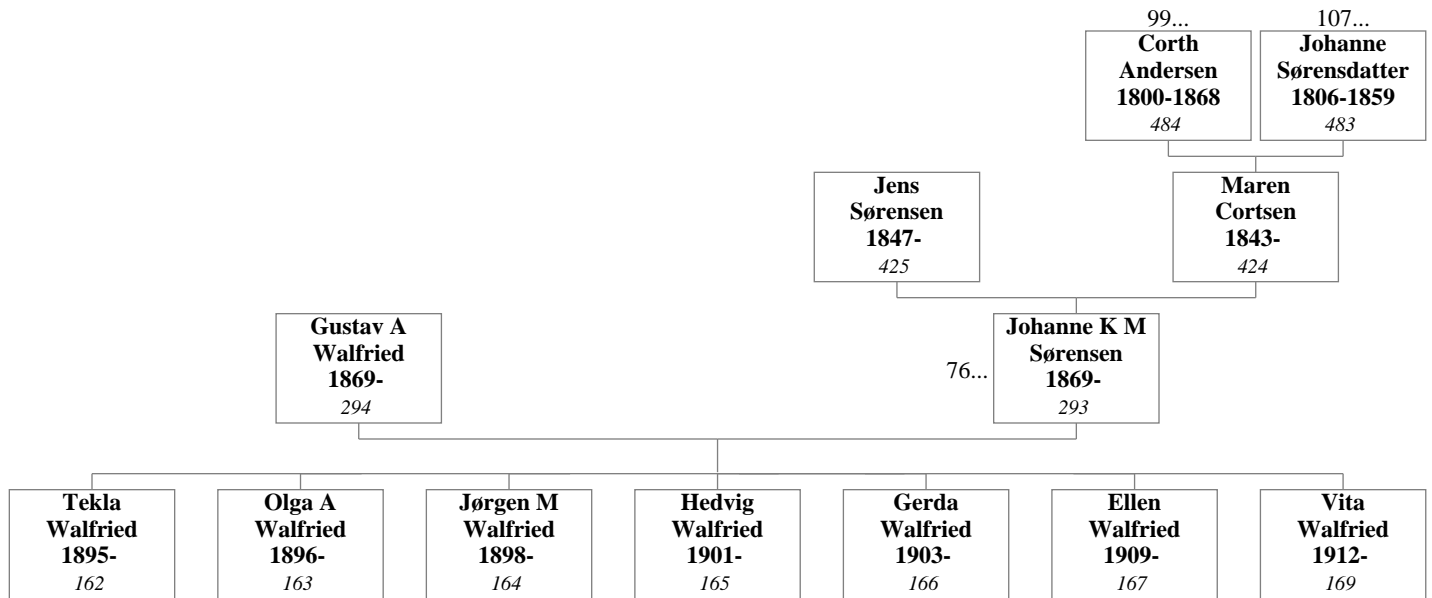 99...
Corth
Andersen
1800-1868
484
107...
Johanne
Sørensdatter
1806-1859
483
Jens
Sørensen
1847-
425
Maren
Cortsen
1843-
424
Gustav A
Walfried
1869-
294
76...
Johanne K M
Sørensen
1869-
293
Tekla
Walfried
1895-
162
Olga A
Walfried
1896-
163
Jørgen M
Walfried
1898-
164
Hedvig
Walfried
1901-
165
Gerda
Walfried
1903-
166
Ellen
Walfried
1909-
167
Vita
Walfried
1912-
169